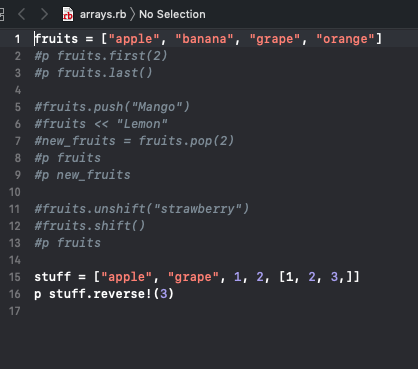 arrays.rb › No Selection
1 fruits = ["apple", "banana", "grape", "orange"]
2 #p fruits.first(2)
3 #p fruits.last()
4
5 #fruits.push("Mango")
6 #fruits << "Lemon"
7 #new_fruits = fruits.pop(2)
8 #p fruits
9 #p new_fruits
10
11 #fruits.unshift("strawberry")
12 #fruits.shift()
13 #p fruits
14
15 stuff = ["apple", "grape", 1, 2, [1, 2, 3,]]
16 p stuff.reverse!(3)
17